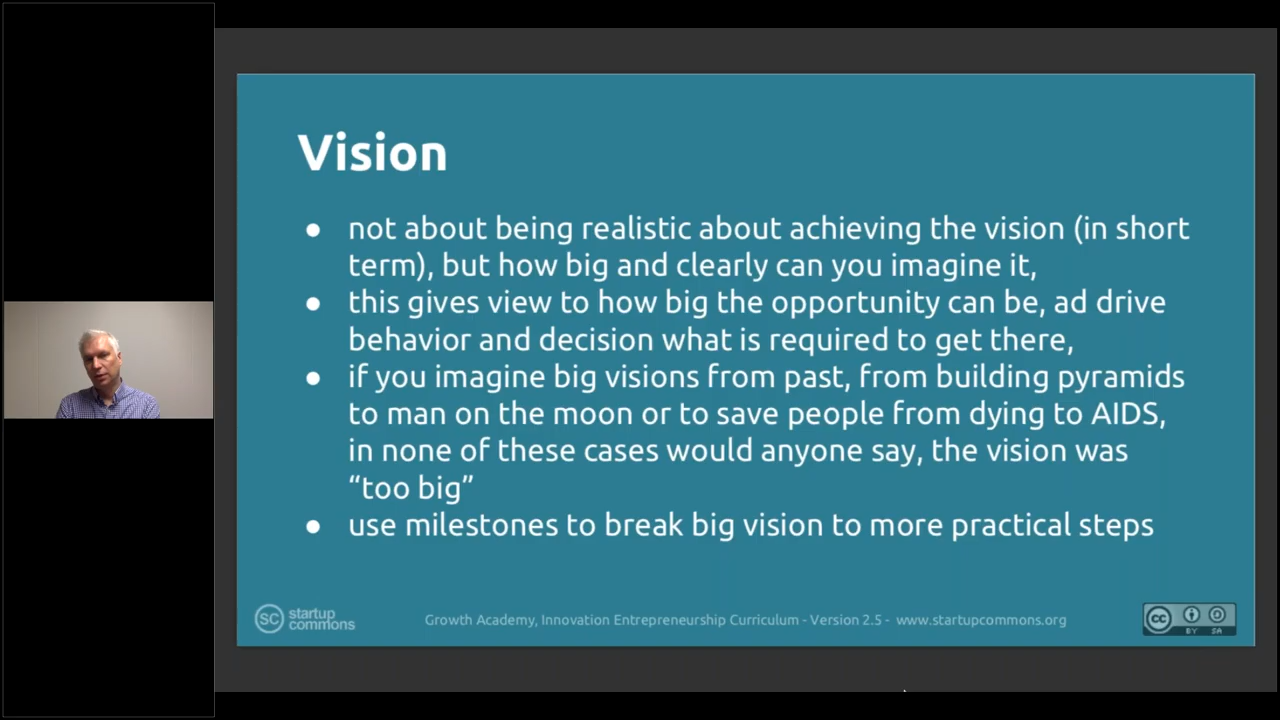 Vision
● not about being realistic about achieving the vision (in short
term), but how big and clearly can you imagine it,
● this gives view to how big the opportunity can be, ad drive
behavior and decision what is required to get there,
● if you imagine big visions from past, from building pyramids
to man on the moon or to save people from dying to AIDS,
in none of these cases would anyone say, the vision was
“too big”
● use milestones to break big vision to more practical steps
SC startup
commons
Growth Academy, Innovation Entrepreneurship Curriculum - Version 2.5 - www.startupcommons.org
cc
BY SA